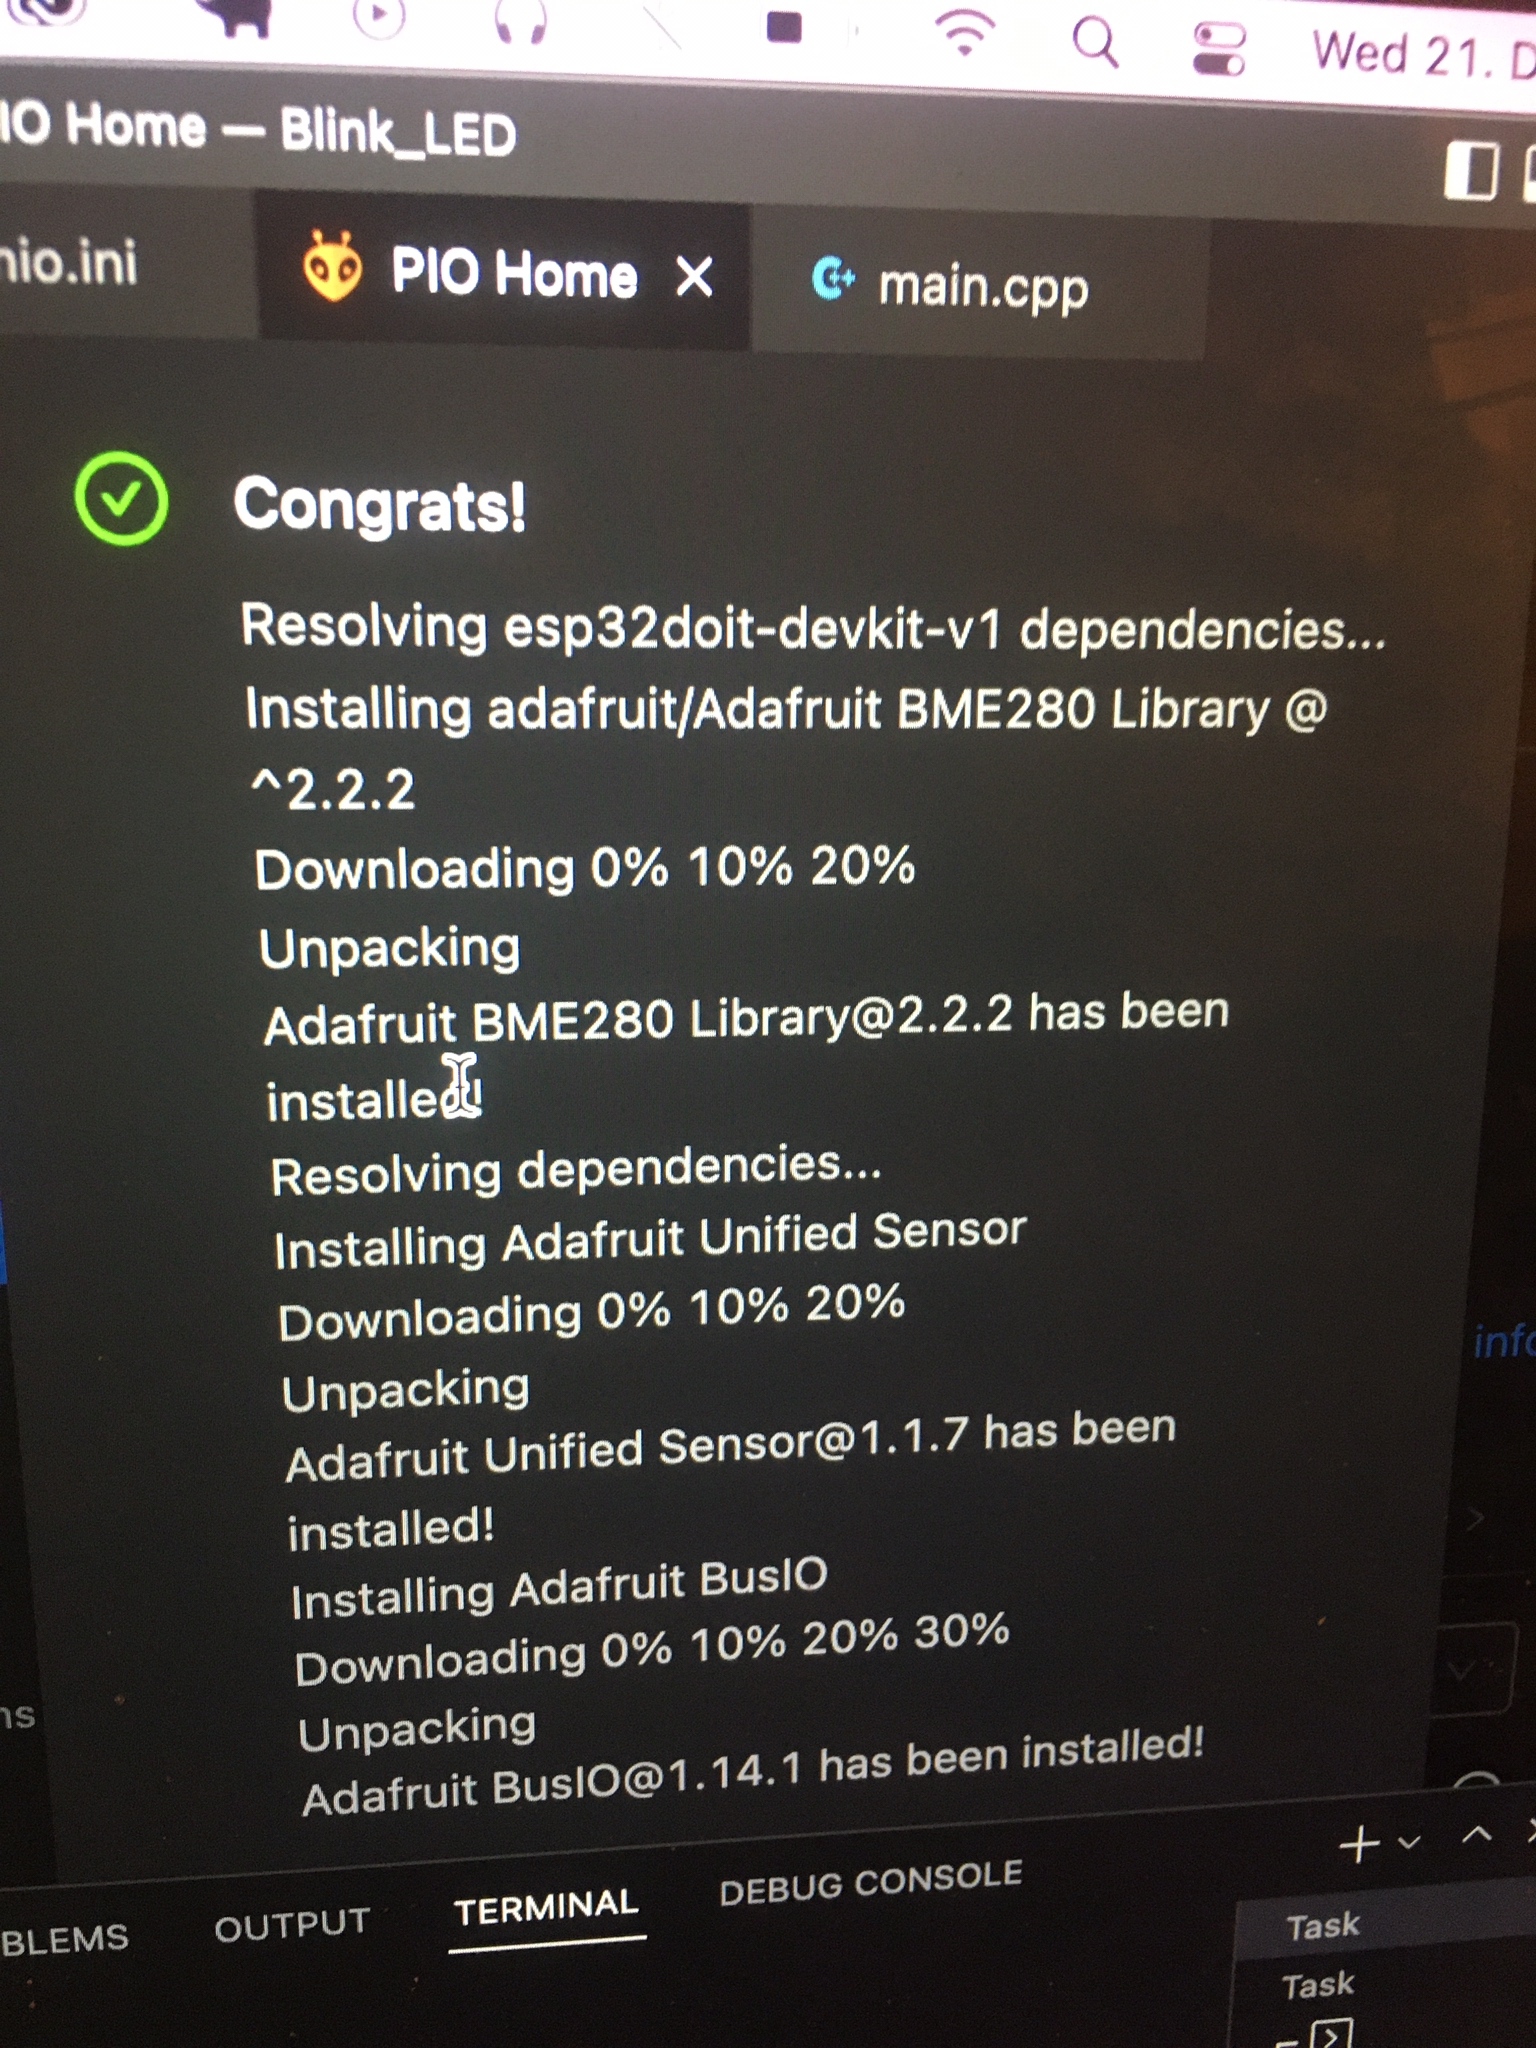 Wed 21. D
IO Home — Blink_LED
nio.ini
PIO Home
main.cpp
Congrats!
Resolving esp32doit-devkit-v1 dependencies...
Installing adafruit/Adafruit BME280 Library @
^2.2.2
Downloading 0% 10% 20%
Unpacking
Adafruit BME280 Library@2.2.2 has been
installed!
Resolving dependencies...
Installing Adafruit Unified Sensor
Downloading 0% 10% 20%
Unpacking
Adafruit Unified Sensor@1.1.7 has been
installed!
Installing Adafruit BusIO
Downloading 0% 10% 20% 30%
Unpacking
Adafruit BusIO@1.14.1 has been installed!
info
ns
BLEMS
OUTPUT
TERMINAL
DEBUG CONSOLE
Task
Task